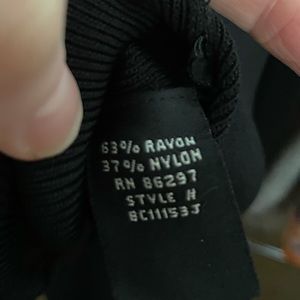 63% RAYON
37% NYLON
RN 86297
STYLE #
BC11153J